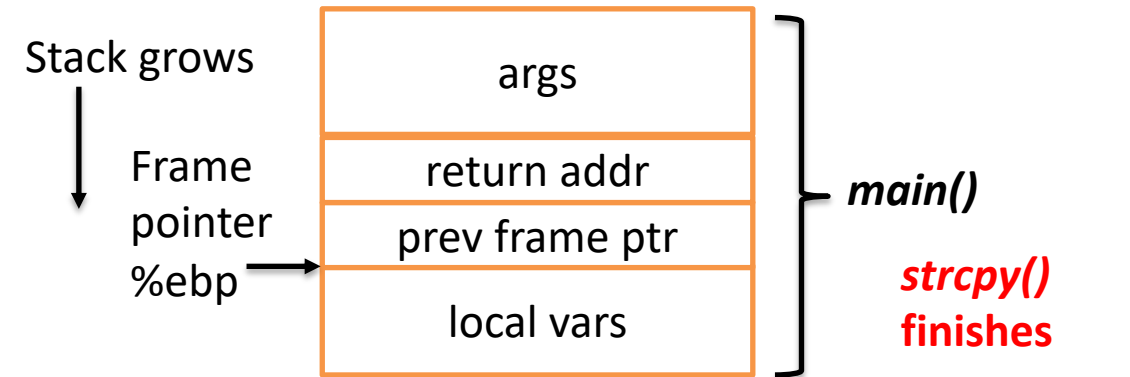 Stack grows
args
Frame
pointer
%ebp
return addr
prev frame ptr
local vars
main()
strcpy()
finishes